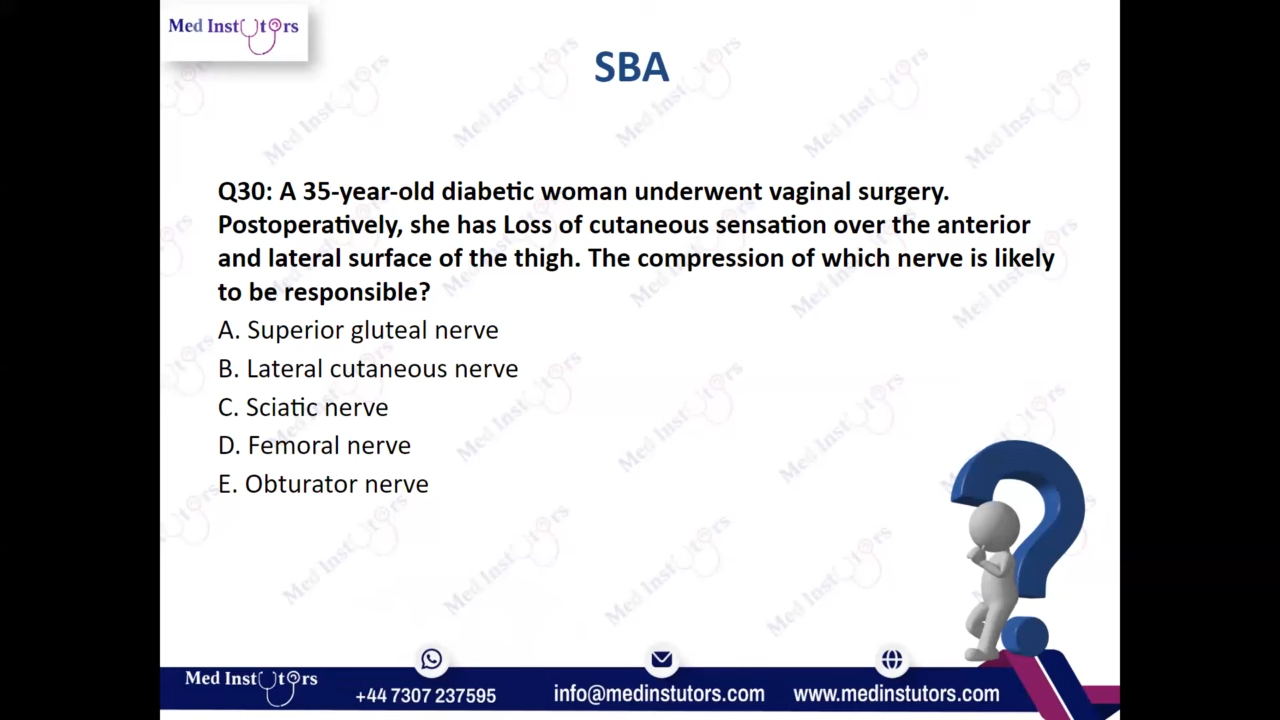 Med Instutors
SBA
Q30: A 35-year-old diabetic woman underwent vaginal surgery.
Postoperatively, she has Loss of cutaneous sensation over the anterior
and lateral surface of the thigh. The compression of which nerve is likely
to be responsible?
A. Superior gluteal nerve
B. Lateral cutaneous nerve
C. Sciatic nerve
D. Femoral nerve
E. Obturator nerve
Med Instutors
+44 7307 237595
info@medinstutors.com
www.medinstutors.com